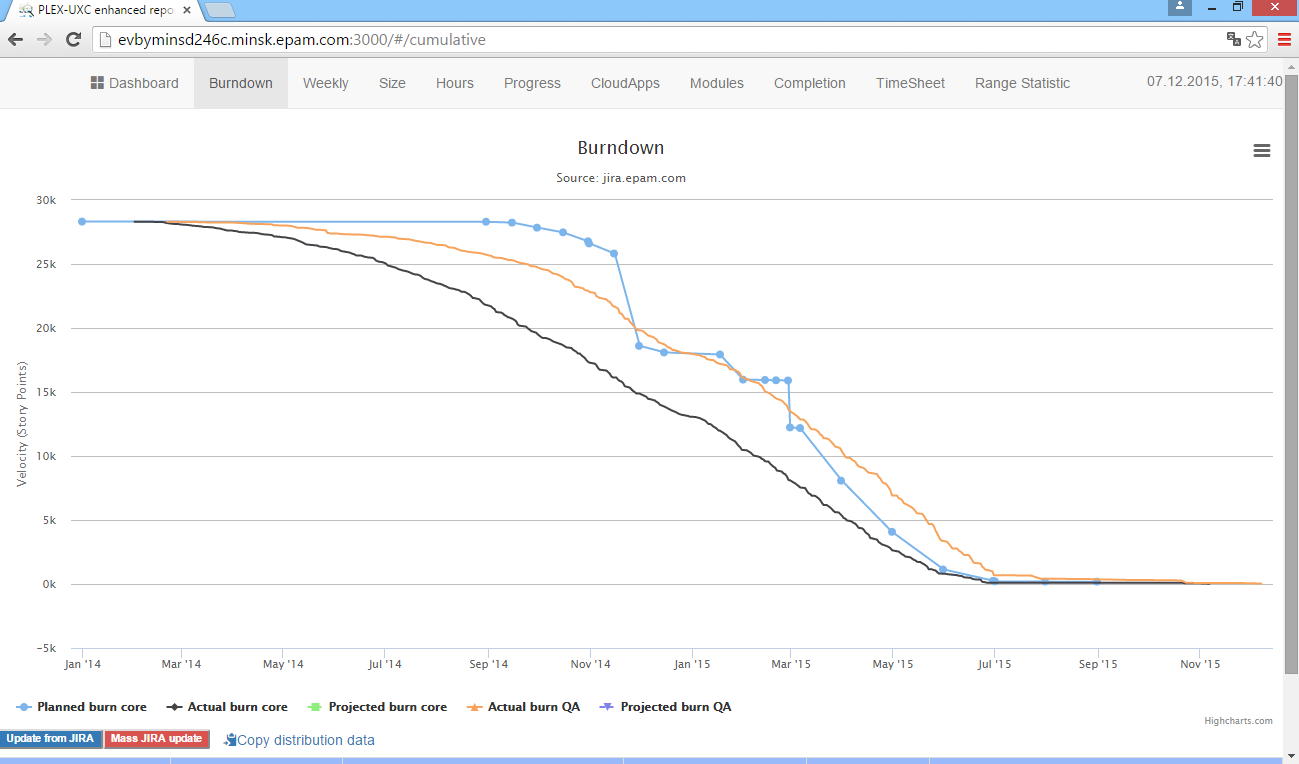 PLEX-UXC enhanced repo
evbyminsd246c.minsk.epam.com:3000/#/cumulative
Dashboard Burndown Weekly Size Hours Progress CloudApps Modules Completion TimeSheet Range Statistic 07.12.2015, 17:41:40
Burndown
Source: jira.epam.com
Velocity (Story Points)
30k
25k
20k
15k
10k
5k
0k
-5k
Jan '14 Mar '14 May '14 Jul '14 Sep '14 Nov '14 Jan '15 Mar '15 May '15 Jul '15 Sep '15 Nov '15
Planned burn core Actual burn core Projected burn core Actual burn QA Projected burn QA
Highcharts.com
Update from JIRA Mass JIRA update Copy distribution data